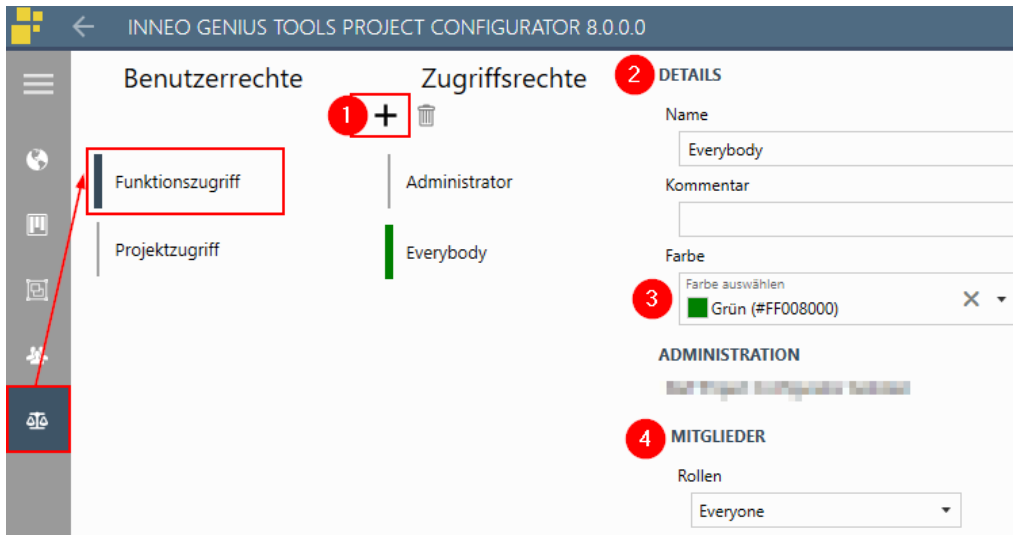 INNEO GENIUS TOOLS PROJECT CONFIGURATOR 8.0.0.0
Benutzerrechte
Funktionszugriff
Projektzugriff
Zugriffsrechte
1
Administrator
Everybody
2 DETAILS
Name
Everybody
Kommentar
Farbe
3 Farbe auswählen
Grün (#FF008000)
ADMINISTRATION
4 MITGLIEDER
Rollen
Everyone